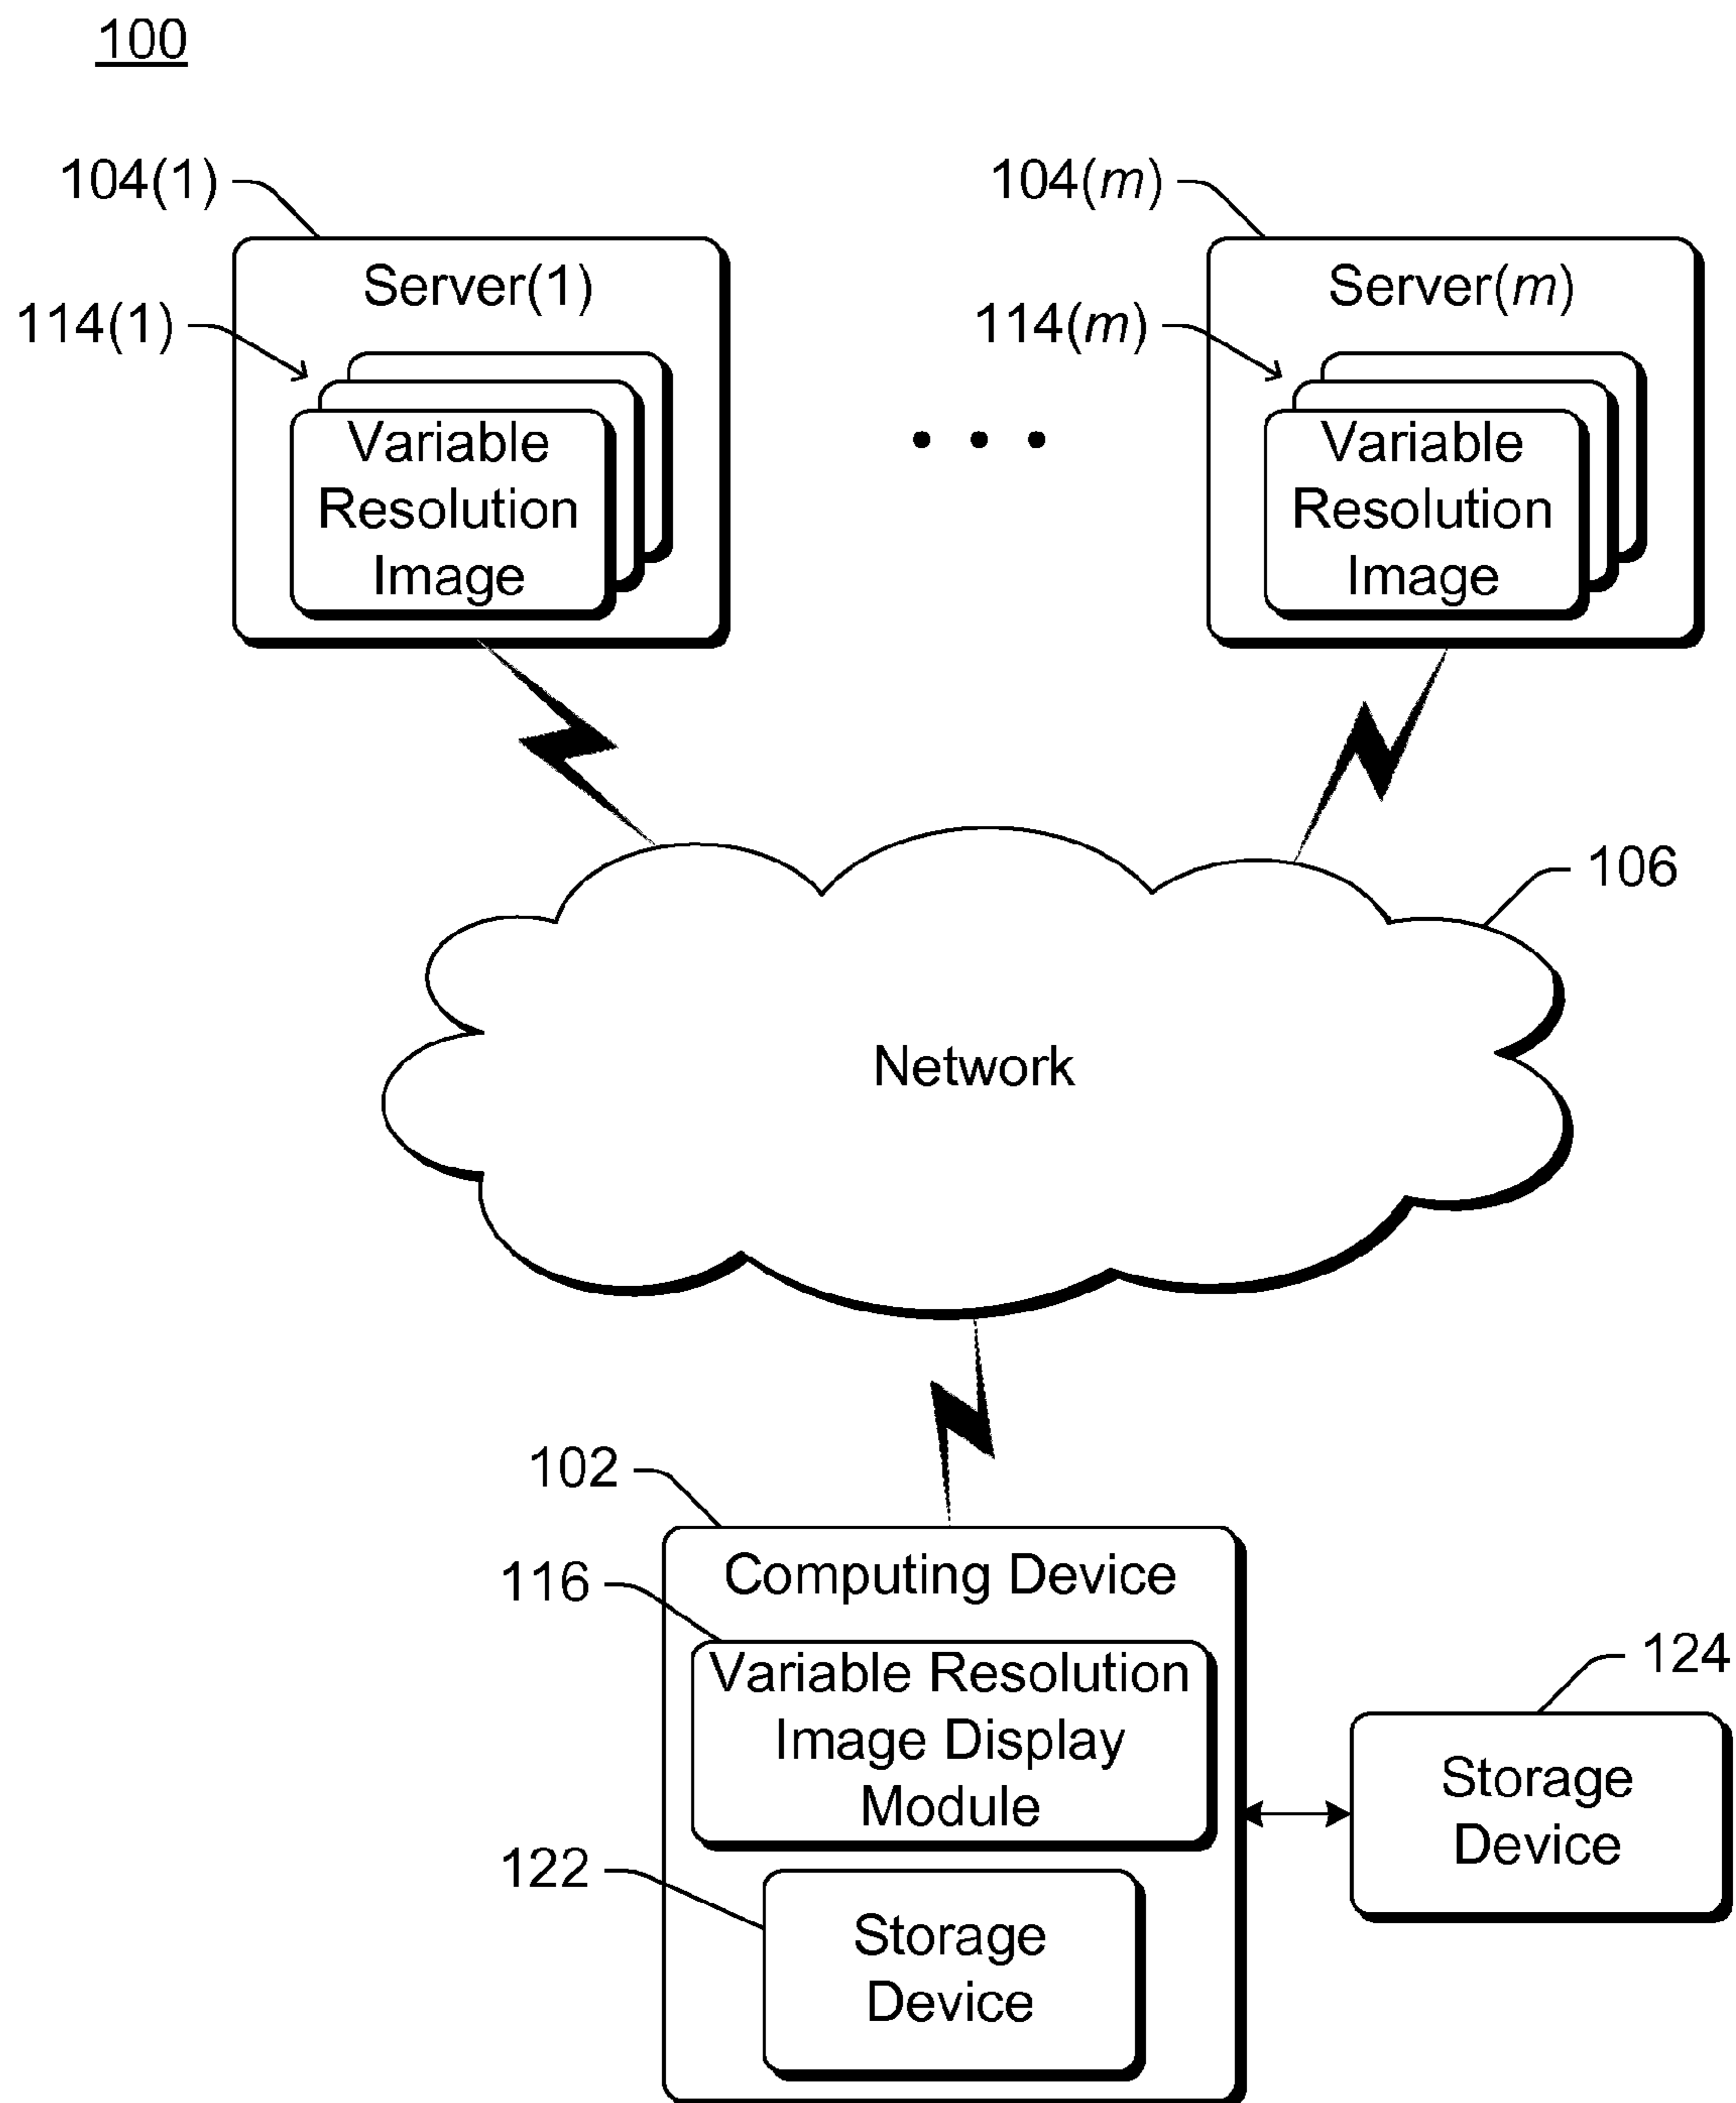 100
104(1)
104(m)
Server(1)
Server(m)
114(1)
114(m)
Variable
Resolution
Image
• • •
Variable
Resolution
Image
106
Network
102
Computing Device
116
Variable Resolution
Image Display
Module
124
Storage
Device
122
Storage
Device